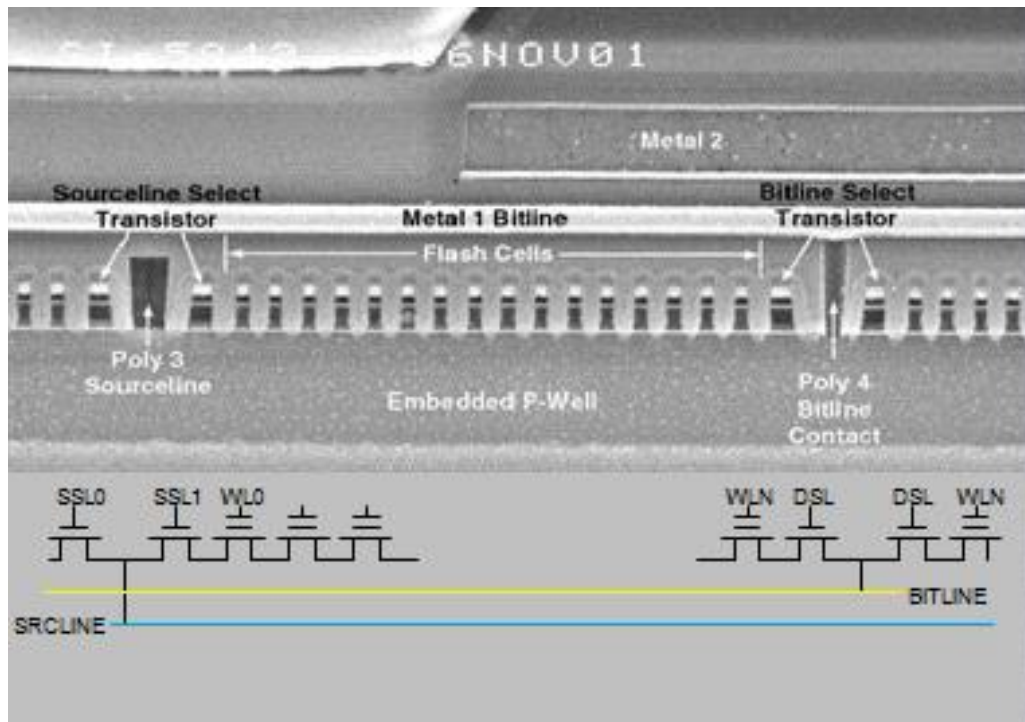 06NOV01
Metal 2
Sourceline Select
Transistor
Metal 1 Bitline
Bitline Select
Transistor
Flash Cells
Poly 3
Sourceline
Embedded P-Well
Poly 4
Bitline
Contact
SSL0 SSL1 WL0 WLN DSL DSL WLN
BITLINE
SRCLINE